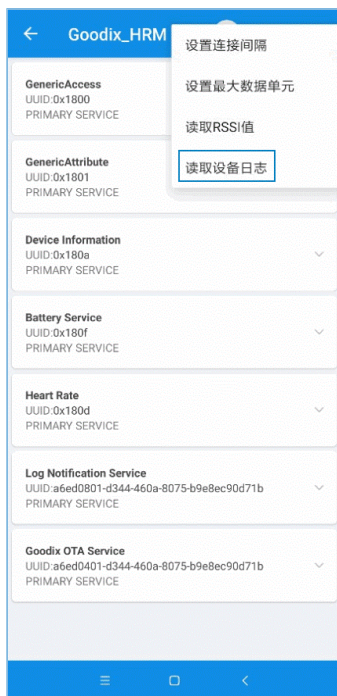 Goodix_HRM
设置连接间隔
设置最大数据单元
读取RSSI值
读取设备日志
GenericAccess
UUID:0x1800
PRIMARY SERVICE
GenericAttribute
UUID:0x1801
PRIMARY SERVICE
Device Information
UUID:0x180a
PRIMARY SERVICE
Battery Service
UUID:0x180f
PRIMARY SERVICE
Heart Rate
UUID:0x180d
PRIMARY SERVICE
Log Notification Service
UUID:a6ed0801-d344-460a-8075-b9e8ec90d71b
PRIMARY SERVICE
Goodix OTA Service
UUID:a6ed0401-d344-460a-8075-b9e8ec90d71b
PRIMARY SERVICE